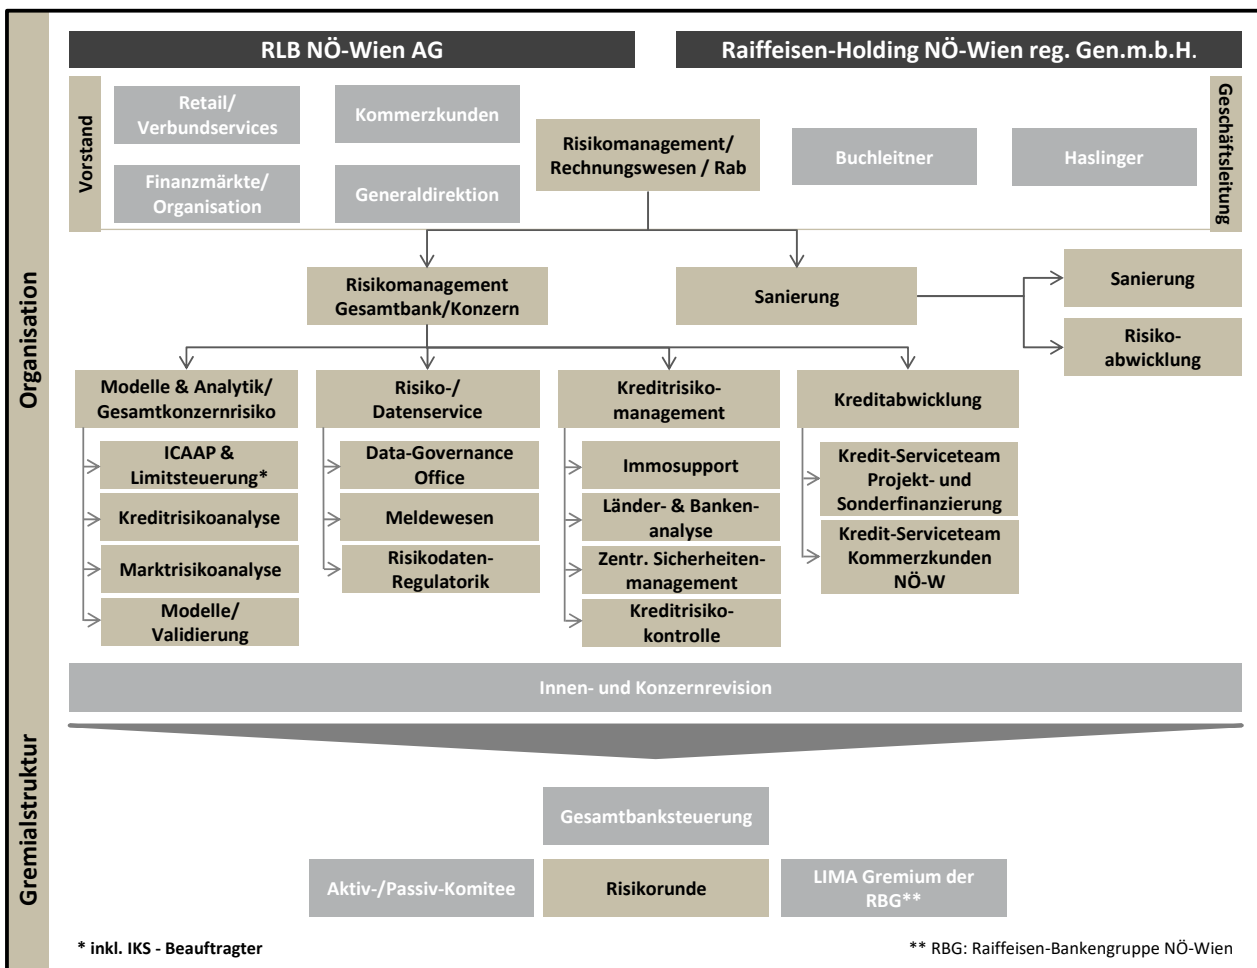 RLB NÖ-Wien AG
Raiffeisen-Holding NÖ-Wien reg. Gen.m.b.H.
Vorstand
Retail/
Verbundservices
Kommerzkunden
Finanzmärkte/
Organisation
Generaldirektion
Risikomanagement/
Rechnungswesen / Rab
Buchleitner
Haslinger
Geschäftsleitung
Organisation
Risikomanagement
Gesamtbank/Konzern
Sanierung
Sanierung
Risiko-
abwicklung
Modelle & Analytik/
Gesamtkonzernrisiko
ICAAP &
Limitsteuerung*
Kreditrisikoanalyse
Marktrisikoanalyse
Modelle/
Validierung
Risiko-/
Datenservice
Data-Governance
Office
Meldewesen
Risikodaten-
Regulatorik
Kreditrisiko-
management
Immosupport
Länder- & Banken-
analyse
Zentr. Sicherheiten-
management
Kreditrisiko-
kontrolle
Kreditabwicklung
Kredit-Serviceteam
Projekt- und
Sonderfinanzierung
Kredit-Serviceteam
Kommerzkunden
NÖ-W
Innen- und Konzernrevision
Gremialstruktur
Gesamtbanksteuerung
Aktiv-/Passiv-Komitee
Risikorunde
LIMA Gremium der
RBG**
* inkl. IKS - Beauftragter
** RBG: Raiffeisen-Bankengruppe NÖ-Wien